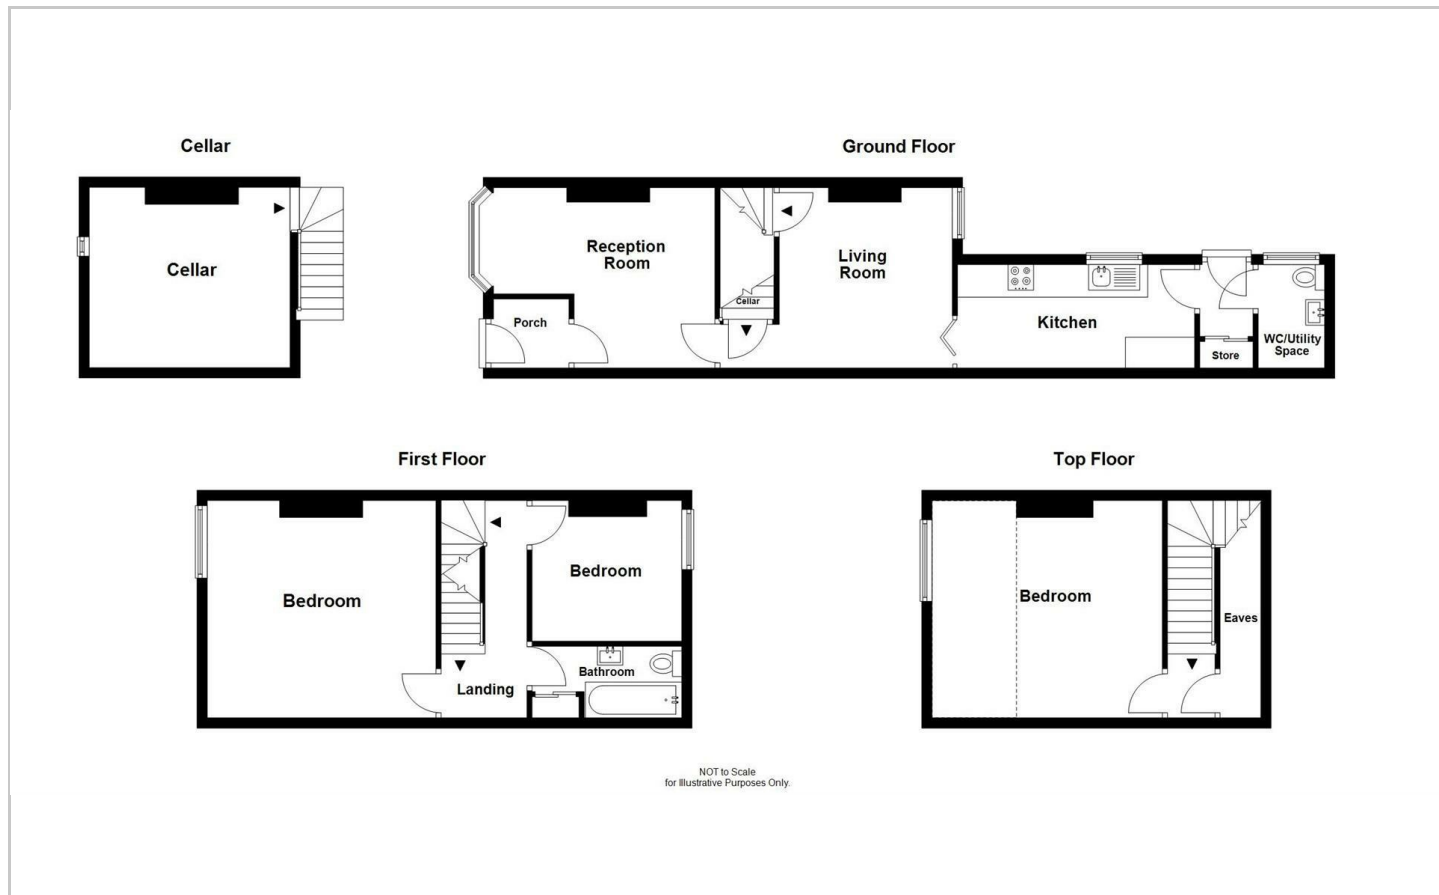 Cellar
Cellar
Ground Floor
Reception
Room
Porch
Cellar
Living
Room
Kitchen
Store
WC/Utility
Space
First Floor
Bedroom
Landing
Bedroom
Bathroom
Top Floor
Bedroom
Eaves
NOT to Scale
for Illustrative Purposes Only.